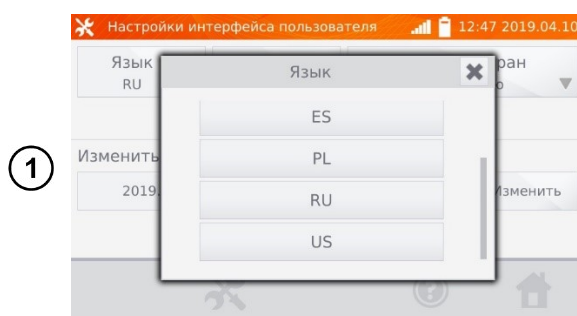 Настройки интерфейса пользователя 12:47 2019.04.10
Язык
RU
Язык
ES
PL
RU
US
1
Изменить
2019.
Изменить